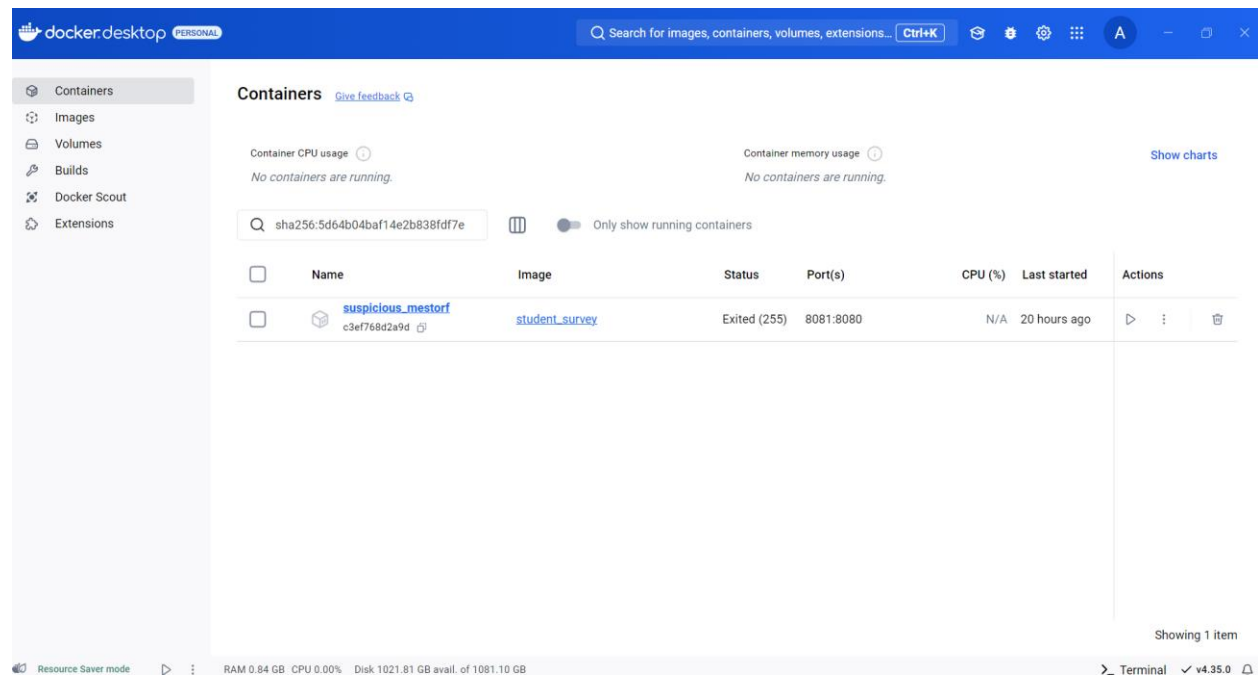 docker.desktop PERSONAL
Search for images, containers, volumes, extensions... Ctrl+K
A
Containers
Images
Volumes
Builds
Docker Scout
Extensions
Containers Give feedback
Container CPU usage
No containers are running.
Container memory usage
No containers are running.
Show charts
sha256:5d64b04baf14e2b838fdf7e
Only show running containers
Name Image Status Port(s) CPU (%) Last started Actions
suspicious_mestorf
c3ef768d2a9d
student_survey Exited (255) 8081:8080 N/A 20 hours ago
Showing 1 item
Resource Saver mode RAM 0.84 GB CPU 0.00% Disk 1021.81 GB avail. of 1081.10 GB >_ Terminal v4.35.0